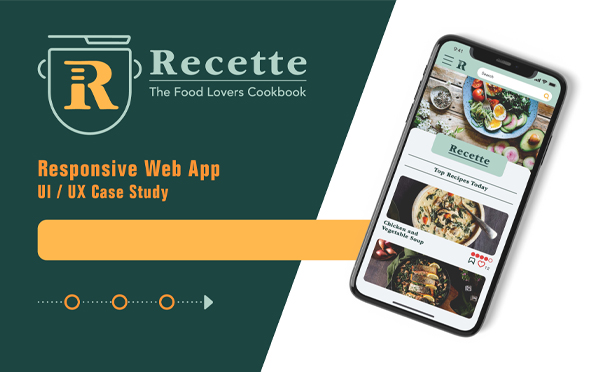 R
Recette
The Food Lovers Cookbook
Responsive Web App
UI / UX Case Study
9:41
R
Search
Recette
Top Recipes Today
Chicken and
Vegetable Soup
12